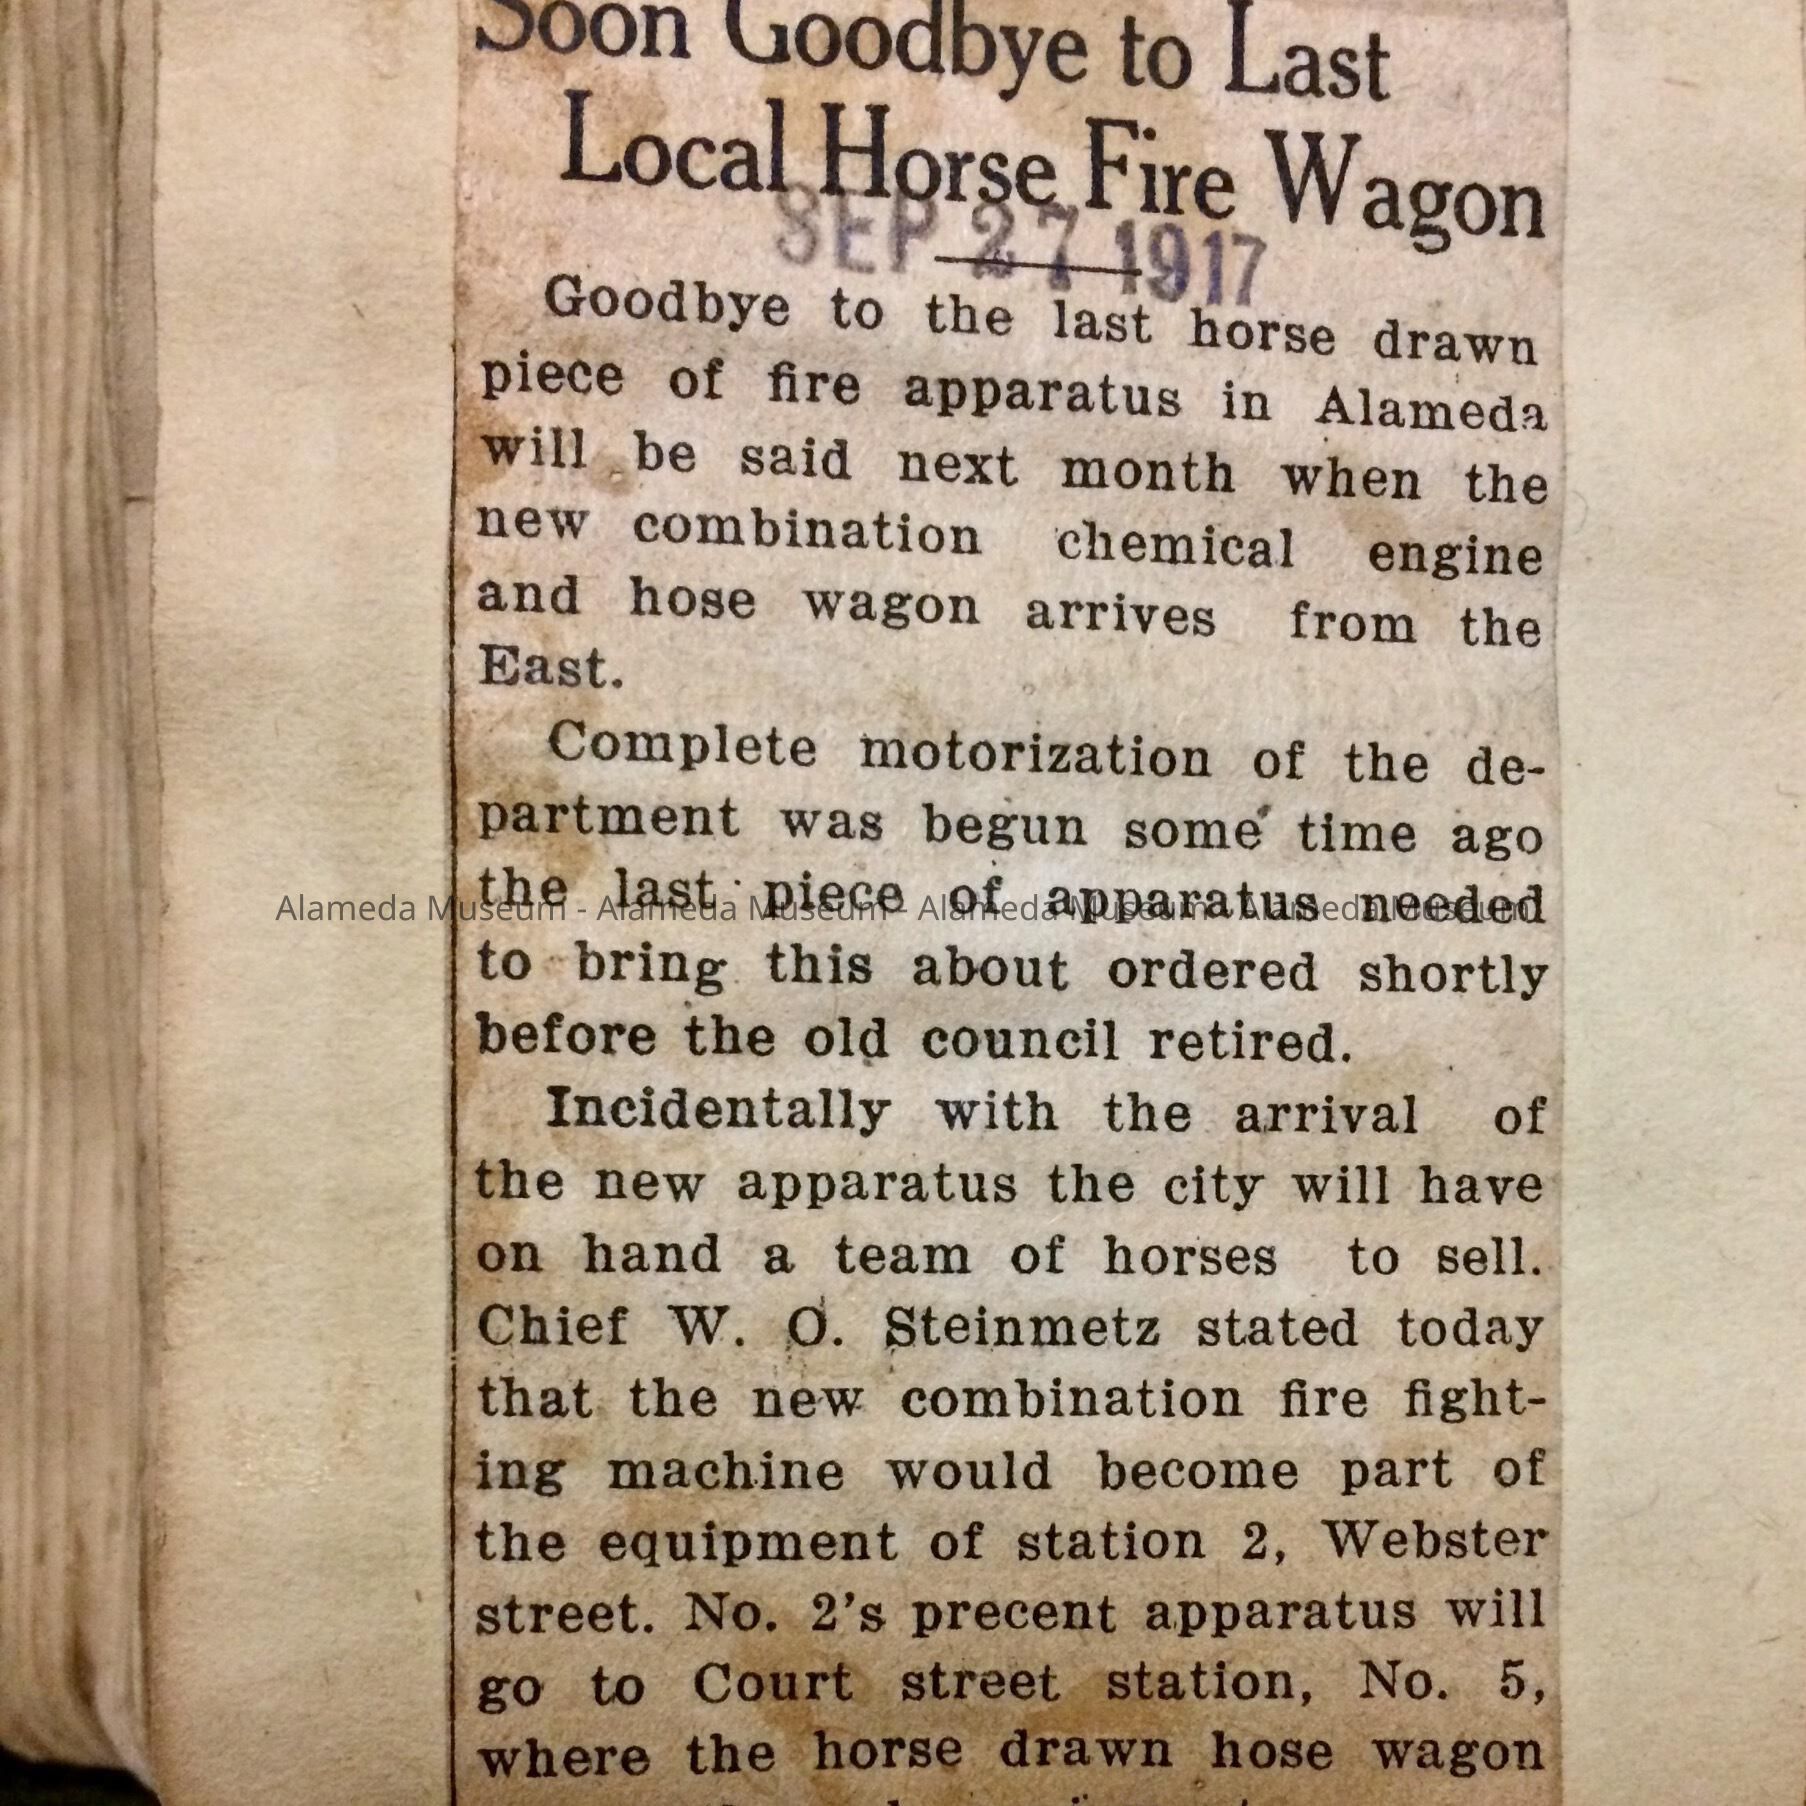 Soon Goodbye to Last
Local Horse Fire Wagon
SEP 27 1917
Goodbye to the last horse drawn
piece of fire apparatus in Alameda
will be said next month when the
new combination chemical engine
and hose wagon arrives from the
East.
Complete motorization of the de-
partment was begun some time ago
the last piece of apparatus needed
Alameda Museum - Alameda Museum - Alameda Museum - Alameda Museum
to bring this about ordered shortly
before the old council retired.
Incidentally with the arrival of
the new apparatus the city will have
on hand a team of horses to sell.
Chief W. O. Steinmetz stated today
that the new combination fire fight-
ing machine would become part of
the equipment of station 2, Webster
street. No. 2's precent apparatus will
go to Court street station, No. 5,
where the horse drawn hose wagon